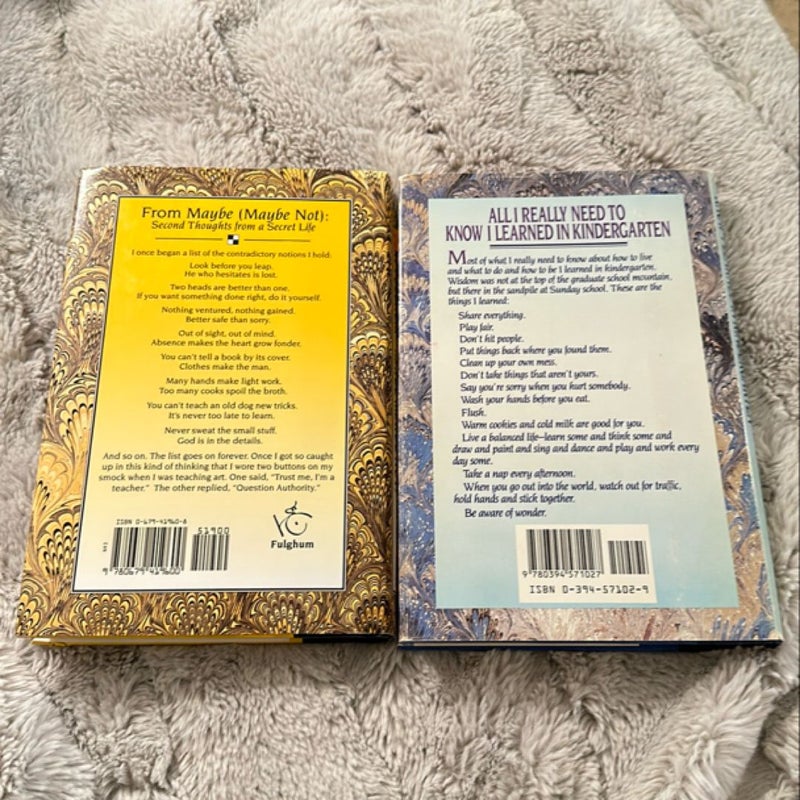 From Maybe (Maybe Not):
Second Thoughts from a Secret Life
I once began a list of the contradictory notions I hold:
Look before you leap.
He who hesitates is lost.
Two heads are better than one.
If you want something done right, do it yourself.
Nothing ventured, nothing gained.
Better safe than sorry.
Out of sight, out of mind.
Absence makes the heart grow fonder.
You can't tell a book by its cover.
Clothes make the man.
Many hands make light work.
Too many cooks spoil the broth.
You can't teach an old dog new tricks.
It's never too late to learn.
Never sweat the small stuff.
God is in the details.
And so on. The list goes on forever. Once I got so caught
up in this kind of thinking that I wore two buttons on my
smock when I was teaching art. One said, "Trust me, I'm a
teacher." The other replied, "Question Authority."
ISBN 0-679-41960-8
51900
9 780679 419600
Fulghum
ALL I REALLY NEED TO
KNOW I LEARNED IN KINDERGARTEN
Most of what I really need to know about how to live
and what to do and how to be I learned in kindergarten.
Wisdom was not at the top of the graduate school mountain,
but there in the sandpile at Sunday school. These are the
things I learned:
Share everything.
Play fair.
Don't hit people.
Put things back where you found them.
Clean up your own mess.
Don't take things that aren't yours.
Say you're sorry when you hurt somebody.
Wash your hands before you eat.
Flush.
Warm cookies and cold milk are good for you.
Live a balanced life—learn some and think some and
draw and paint and sing and dance and play and work every
day some.
Take a nap every afternoon.
When you go out into the world, watch out for traffic,
hold hands and stick together.
Be aware of wonder.
9 780394 571027
ISBN 0-394-57102-9